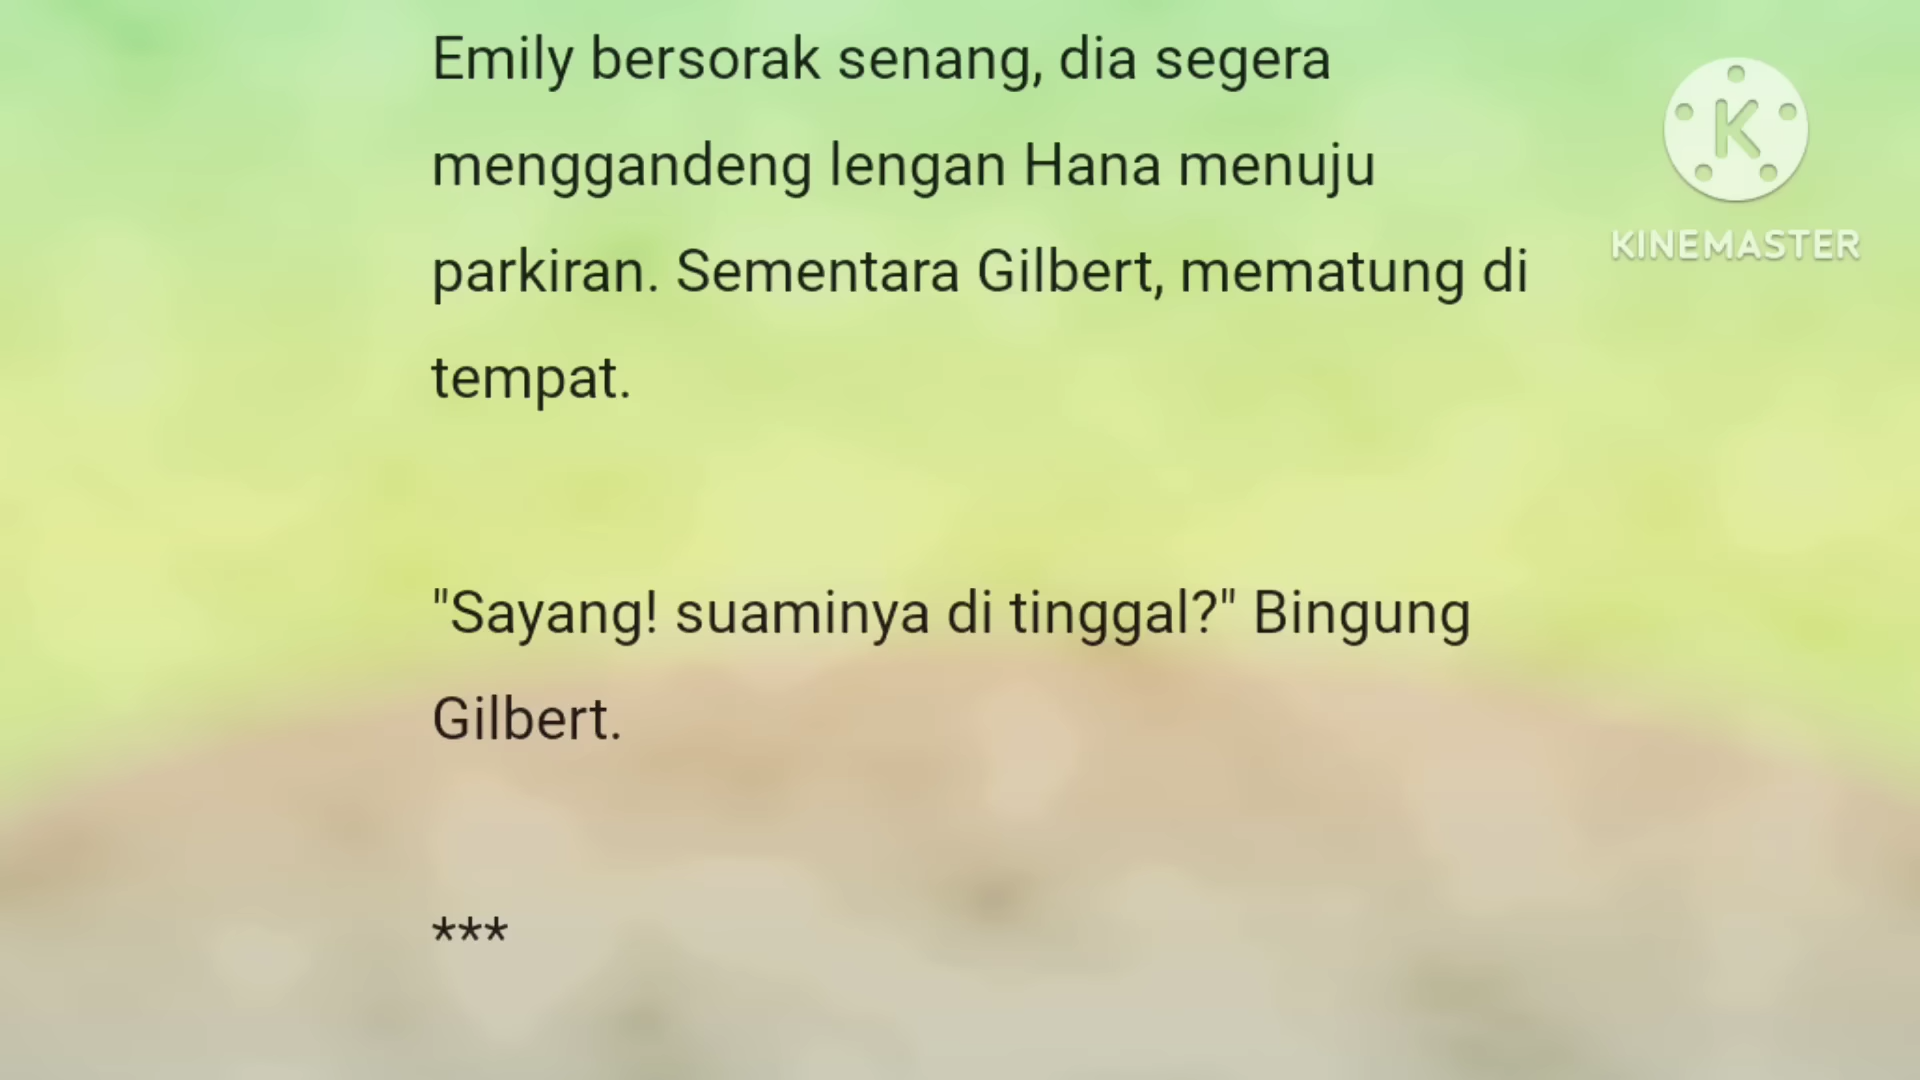 Emily bersorak senang, dia segera
menggandeng lengan Hana menuju
parkiran. Sementara Gilbert, mematung di
tempat.
"Sayang! suaminya di tinggal?" Bingung
Gilbert.
***
K
KINEMASTER